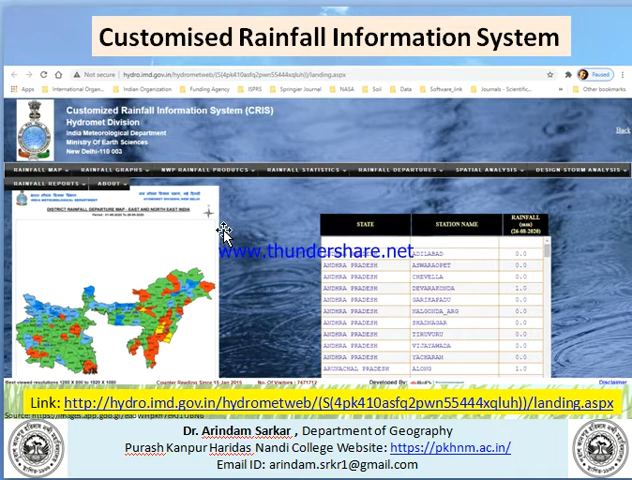 Customised Rainfall Information System
Not secure | hydro.imd.gov.in/hydrometweb/(S(4pk410asfq2pwn55444xqluh))/landing.aspx
Paused
Apps International Organ... Indian Organization Funding Agency ISPRS Springier Journal NASA Soil Data Software_link Journals - Scientific... » Other bookmarks
Customized Rainfall Information System (CRIS)
Hydromet Division
India Meteorological Department
Ministry Of Earth Sciences
New Delhi-110 003
Back
RAINFALL MAP RAINFALL GRAPHS NWP RAINFALL PRODUTCS RAINFALL STATISTICS RAINFALL DEPARTURES SPATIAL ANALYSIS DESIGN STORM ANALYSIS
RAINFALL REPORTS ABOUT
DISTRICT RAINFALL DEPARTURE MAP - EAST AND NORTH EAST INDIA
STATE STATION NAME RAINFALL (mm) (26-08-2020)
www.thundershare.net
ANDHRA PRADESH ADILABAD 0.0
ANDHRA PRADESH ASWARAOPET 0.0
ANDHRA PRADESH CHEVELLA 0.0
ANDHRA PRADESH DEVARAKONDA 1.0
ANDHRA PRADESH GARIKAPADU 0.0
ANDHRA PRADESH NALGONDA_ARG 0.0
ANDHRA PRADESH SHADNAGAR 0.0
ANDHRA PRADESH TIRUVURU 0.0
ANDHRA PRADESH VIJAYAWADA 0.0
ANDHRA PRADESH YACHARAM 0.0
ARUNACHAL PRADESH ALONG 1.0
Best viewed resolutions 1280 X 800 to 1920 X 1080 Counter Reading Since 15 Jan 2015 No. Of Visitors : 7471712 Developed By: Disclaimer
Link: http://hydro.imd.gov.in/hydrometweb/(S(4pk410asfq2pwn55444xqluh))/landing.aspx
Dr. Arindam Sarkar , Department of Geography
Purash Kanpur Haridas Nandi College Website: https://pkhnm.ac.in/
Email ID: arindam.srkr1@gmail.com